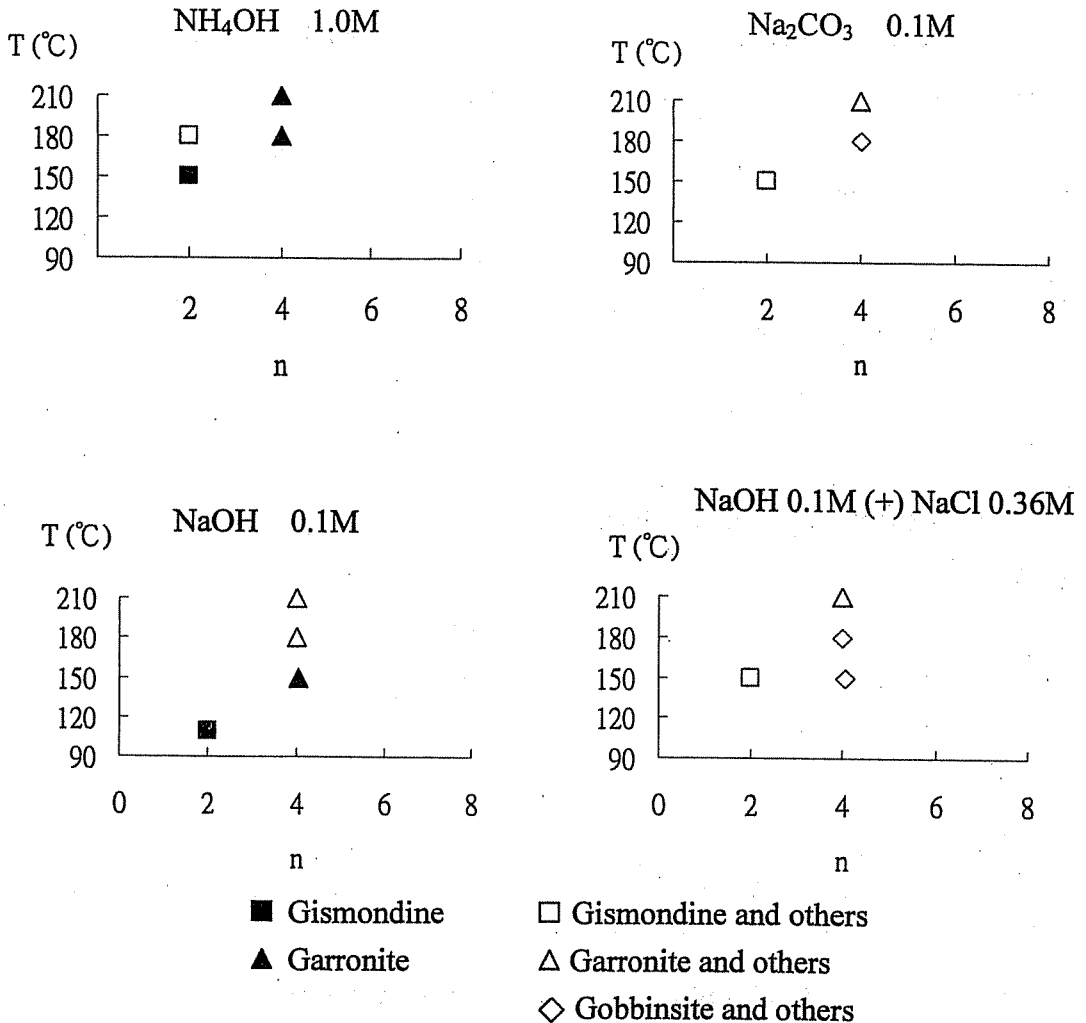 NH₄OH 1.0M
T (℃)
210
180
150
120
90
2 4 6 8
n
Na₂CO₃ 0.1M
T (℃)
210
180
150
120
90
2 4 6 8
n
NaOH 0.1M
T (℃)
210
180
150
120
90
0 2 4 6 8
n
NaOH 0.1M (+) NaCl 0.36M
T (℃)
210
180
150
120
90
0 2 4 6 8
n
■ Gismondine
▲ Garronite
□ Gismondine and others
△ Garronite and others
◇ Gobbinsite and others